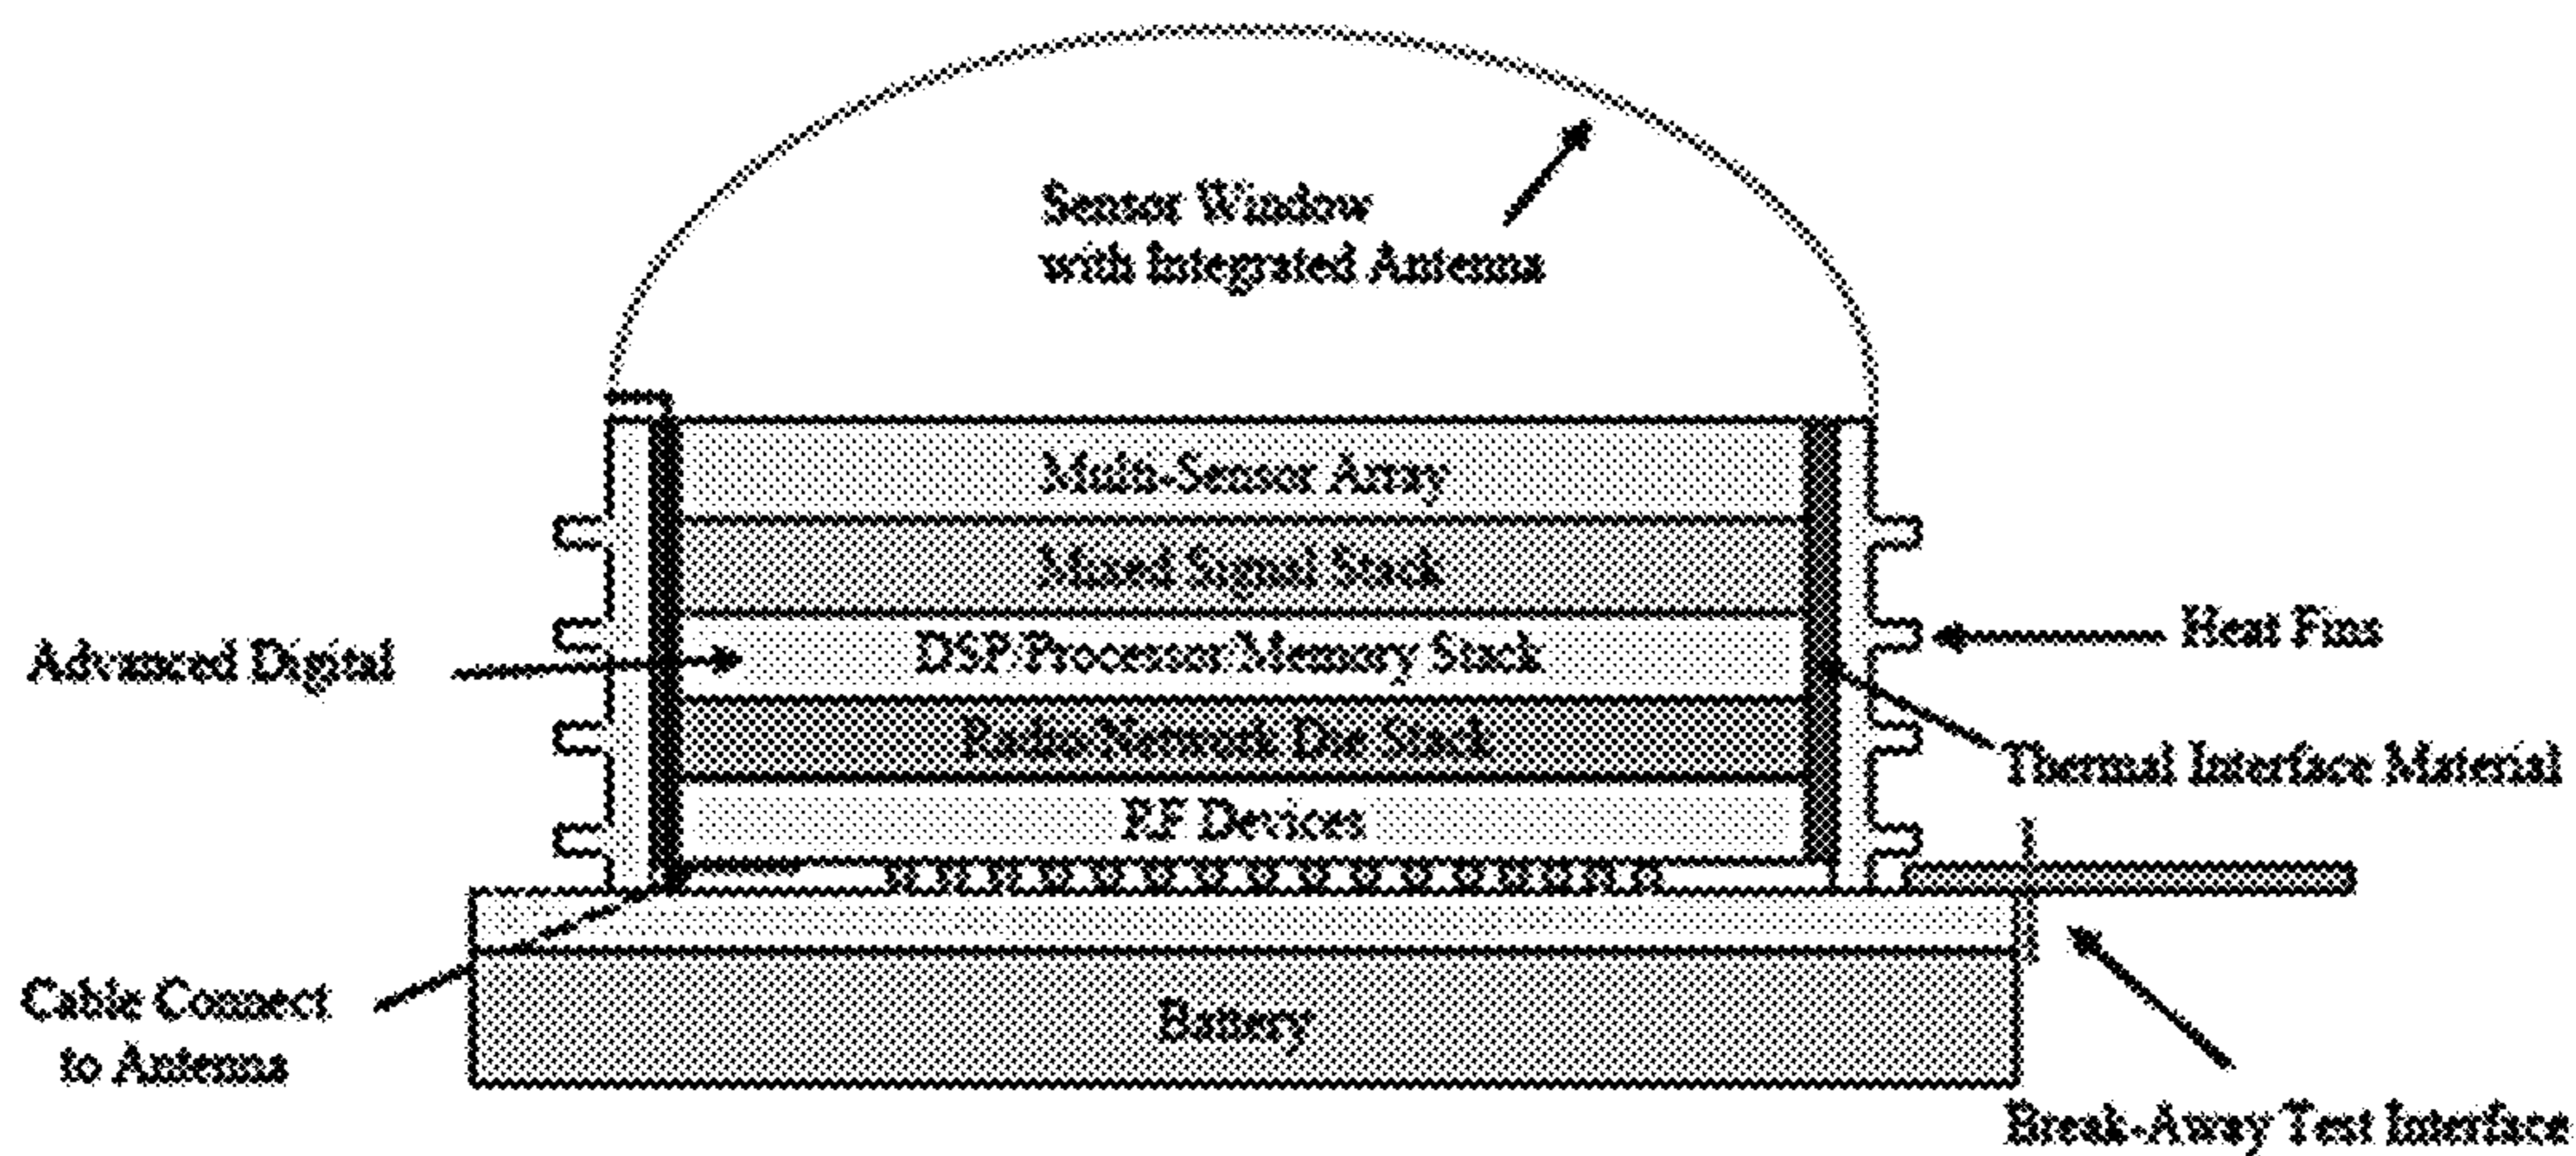 Sensor Window
with Integrated Antenna
Multi-Sensor Array
Mixed Signal Stack
Advanced Digital
DSP/Processor/Memory Stack
Heat Fins
Radio/Network Die Stack
Thermal Interface Material
RF Devices
Cable Connect
to Antenna
Battery
Break-Away Test Interface